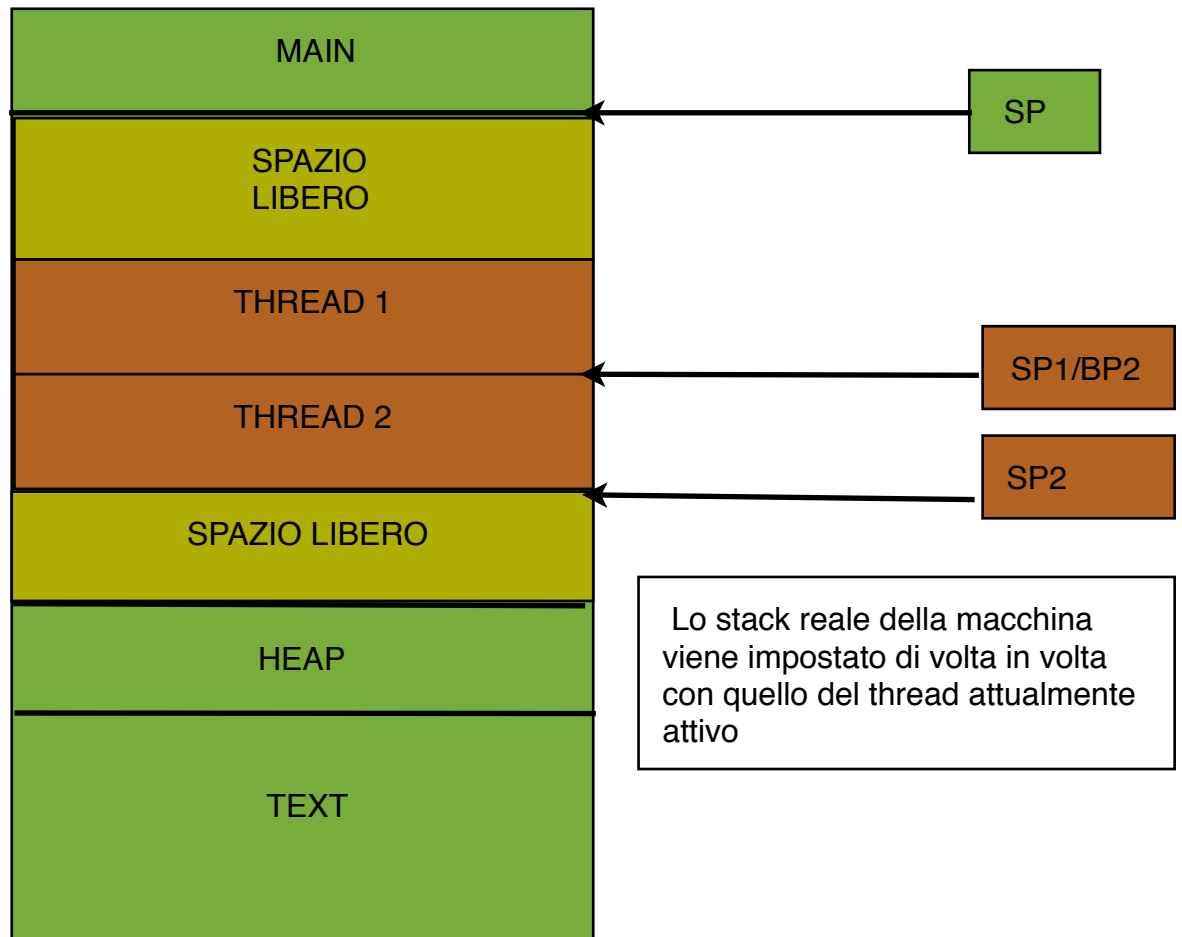 MAIN
SP
SPAZIO
LIBERO
THREAD 1
SP1/BP2
THREAD 2
SP2
SPAZIO LIBERO
Lo stack reale della macchina
viene impostato di volta in volta
con quello del thread attualmente
attivo
HEAP
TEXT